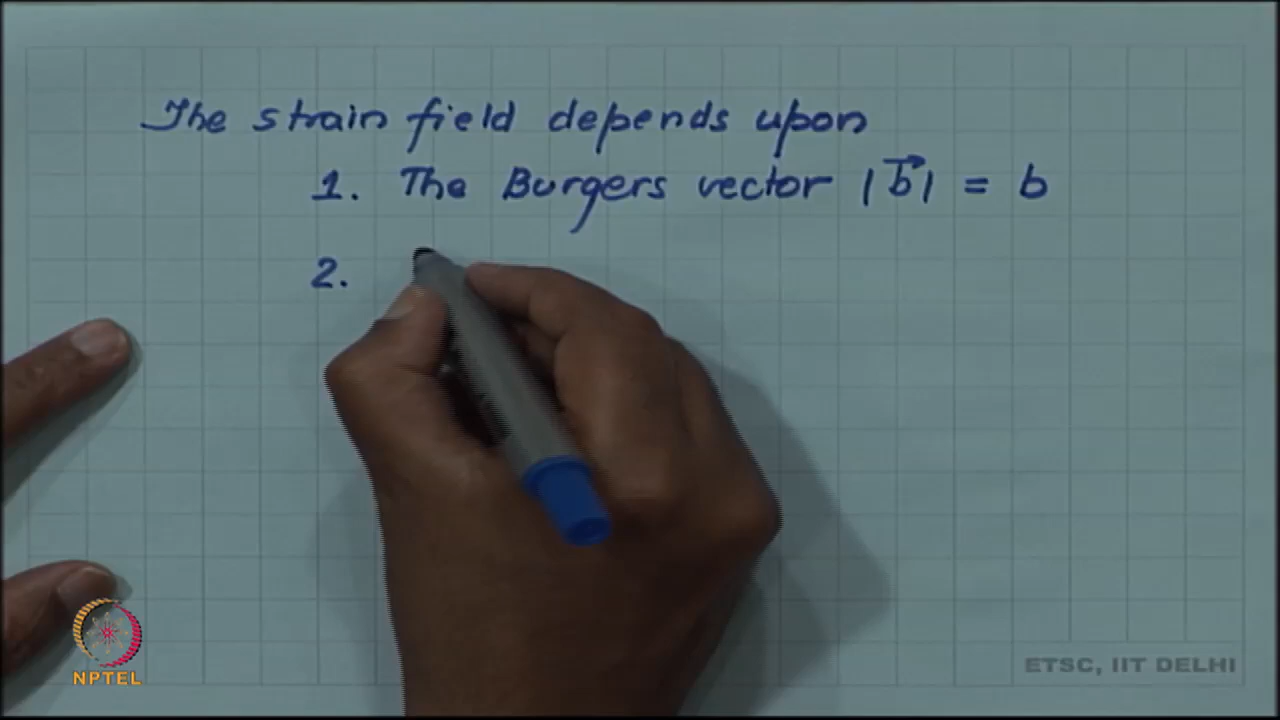 The strain field depends upon
1. The Burgers vector |b⃗| = b
2.
NPTEL
ETSC, IIT DELHI